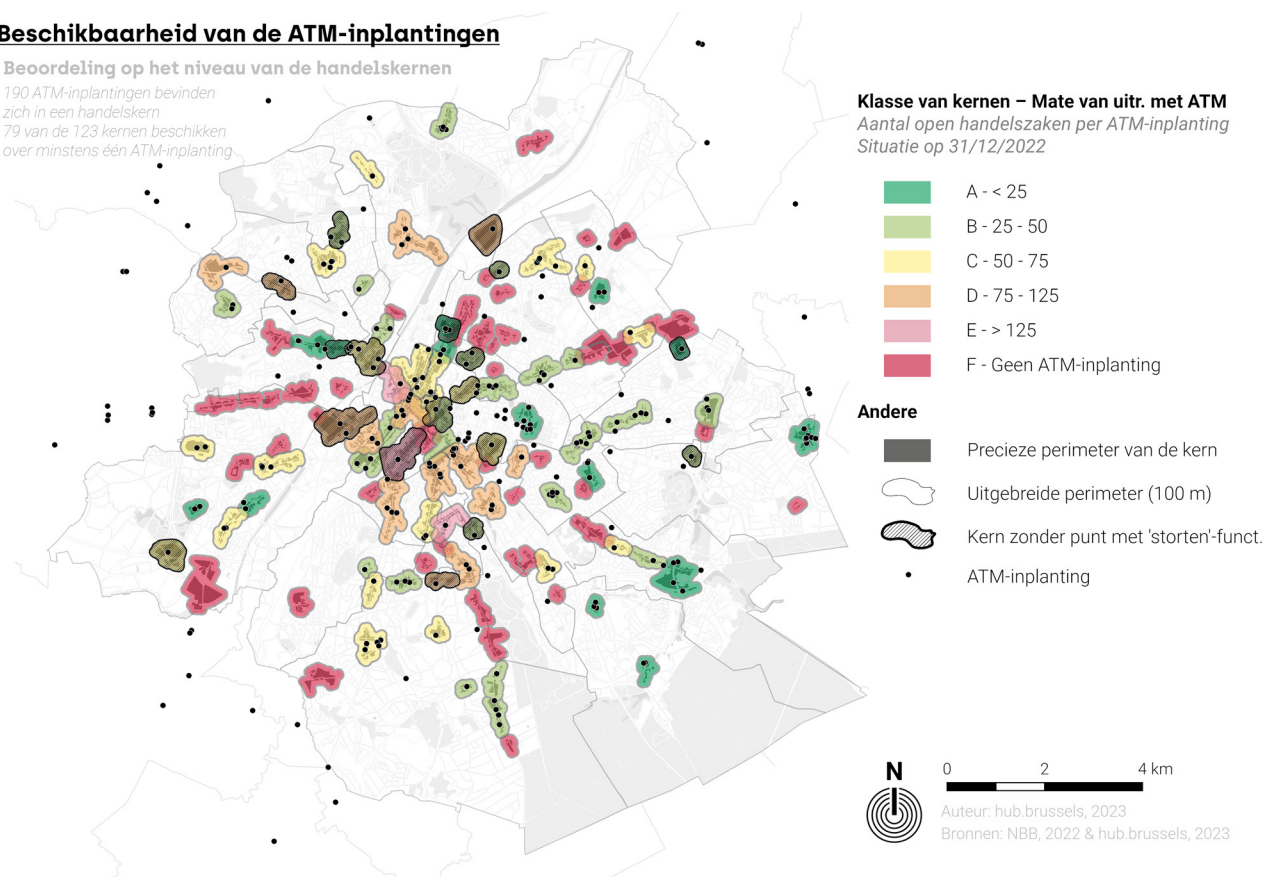 Beschikbaarheid van de ATM-inplantingen
Beoordeling op het niveau van de handelskernen
190 ATM-inplantingen bevinden
zich in een handelskern
79 van de 123 kernen beschikken
over minstens één ATM-inplanting
Klasse van kernen – Mate van uitr. met ATM
Aantal open handelszaken per ATM-inplanting
Situatie op 31/12/2022
A - < 25
B - 25 - 50
C - 50 - 75
D - 75 - 125
E - > 125
F - Geen ATM-inplanting
Andere
Precieze perimeter van de kern
Uitgebreide perimeter (100 m)
Kern zonder punt met 'storten'-funct.
ATM-inplanting
N
0 2 4 km
Auteur: hub.brussels, 2023
Bronnen: NBB, 2022 & hub.brussels, 2023